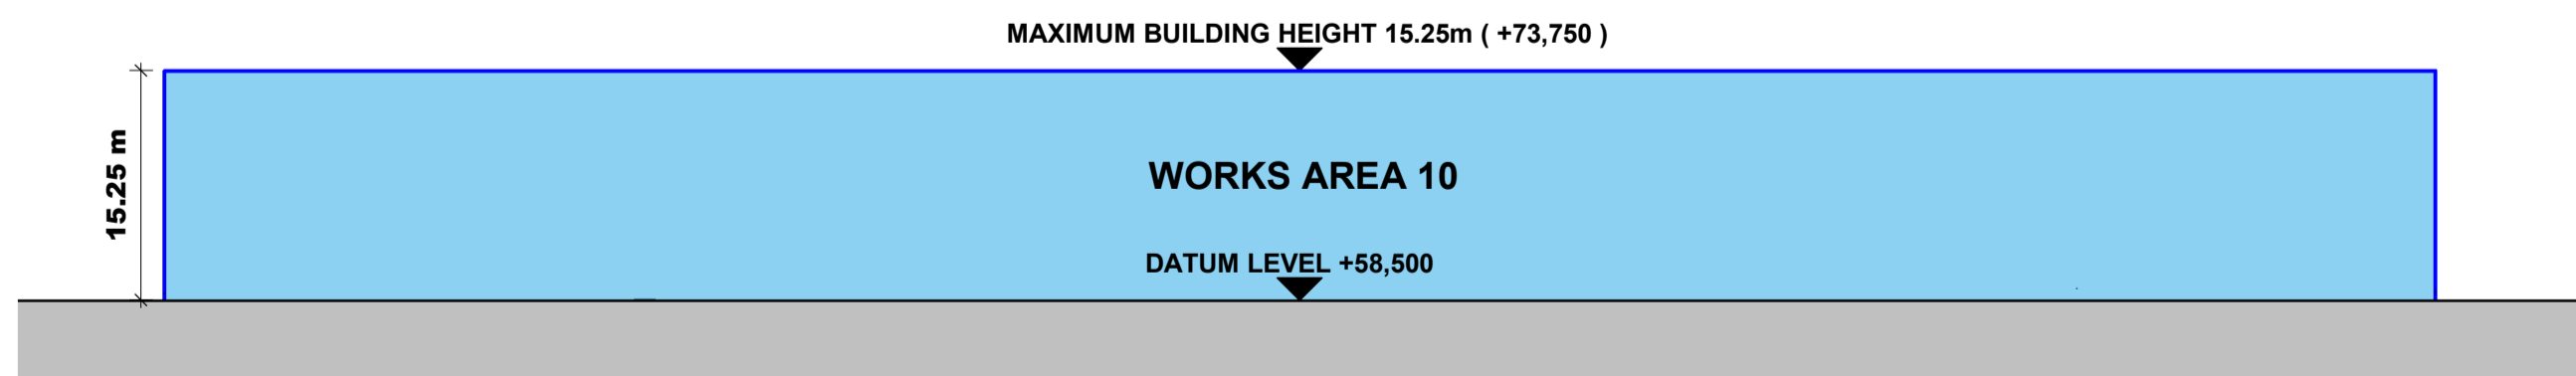 MAXIMUM BUILDING HEIGHT 15.25m ( +73,750 )
15.25 m
WORKS AREA 10
DATUM LEVEL +58,500